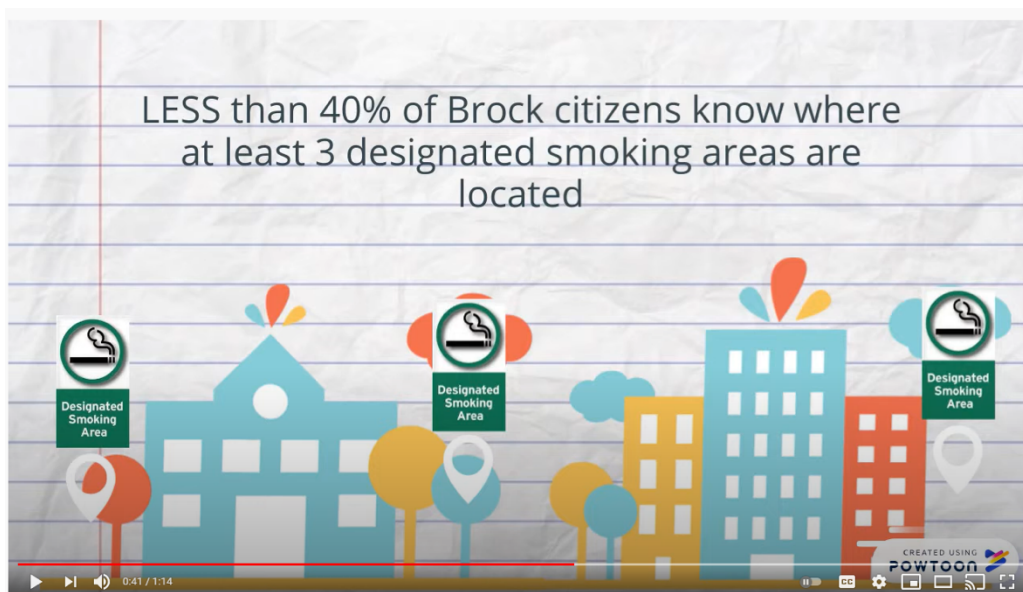 LESS than 40% of Brock citizens know where
at least 3 designated smoking areas are
located
Designated
Smoking
Area
Designated
Smoking
Area
Designated
Smoking
Area
CREATED USING
POWTOON
0:41 / 1:14
CC